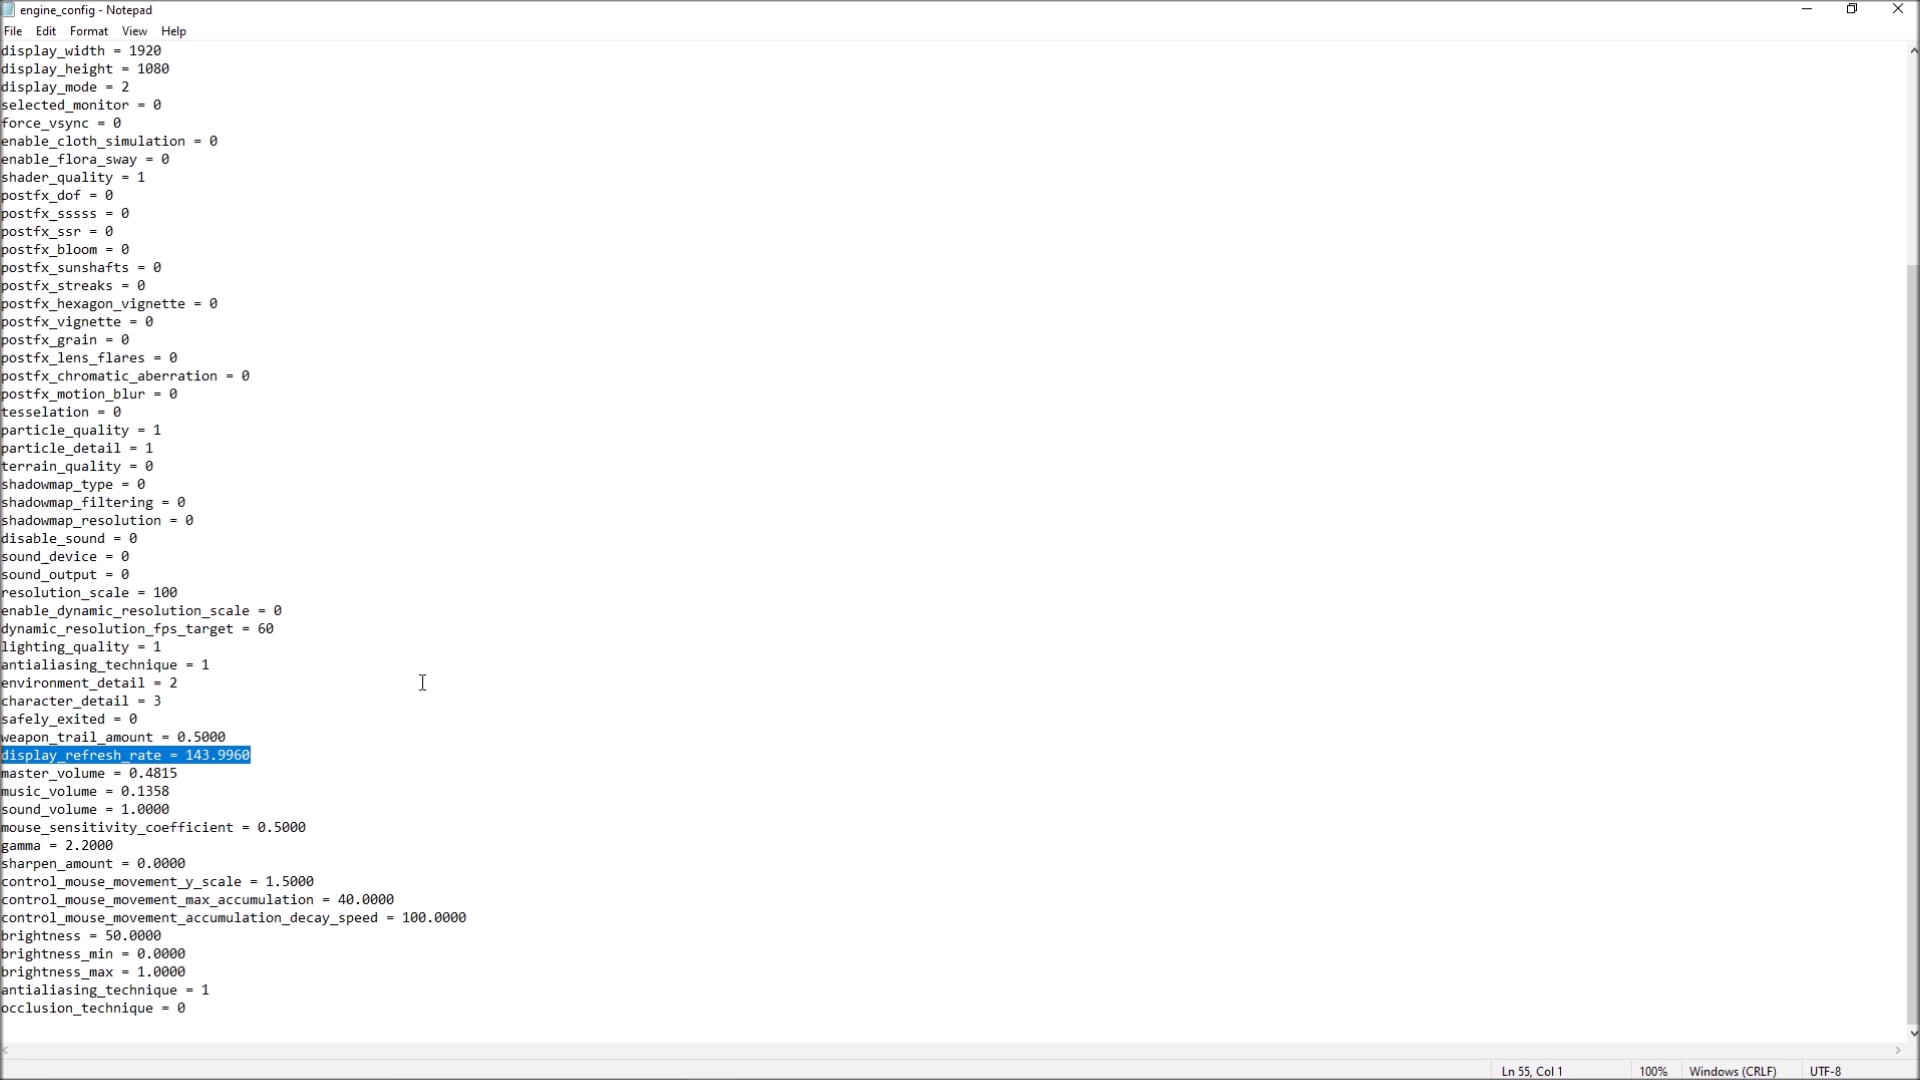 engine_config - Notepad
File Edit Format View Help
display_width = 1920
display_height = 1080
display_mode = 2
selected_monitor = 0
force_vsync = 0
enable_cloth_simulation = 0
enable_flora_sway = 0
shader_quality = 1
postfx_dof = 0
postfx_sssss = 0
postfx_ssr = 0
postfx_bloom = 0
postfx_sunshafts = 0
postfx_streaks = 0
postfx_hexagon_vignette = 0
postfx_vignette = 0
postfx_grain = 0
postfx_lens_flares = 0
postfx_chromatic_aberration = 0
postfx_motion_blur = 0
tesselation = 0
particle_quality = 1
particle_detail = 1
terrain_quality = 0
shadowmap_type = 0
shadowmap_filtering = 0
shadowmap_resolution = 0
disable_sound = 0
sound_device = 0
sound_output = 0
resolution_scale = 100
enable_dynamic_resolution_scale = 0
dynamic_resolution_fps_target = 60
lighting_quality = 1
antialiasing_technique = 1
environment_detail = 2
character_detail = 3
safely_exited = 0
weapon_trail_amount = 0.5000
display_refresh_rate = 143.9960
master_volume = 0.4815
music_volume = 0.1358
sound_volume = 1.0000
mouse_sensitivity_coefficient = 0.5000
gamma = 2.2000
sharpen_amount = 0.0000
control_mouse_movement_y_scale = 1.5000
control_mouse_movement_max_accumulation = 40.0000
control_mouse_movement_accumulation_decay_speed = 100.0000
brightness = 50.0000
brightness_min = 0.0000
brightness_max = 1.0000
antialiasing_technique = 1
occlusion_technique = 0
Ln 55, Col 1 100% Windows (CRLF) UTF-8